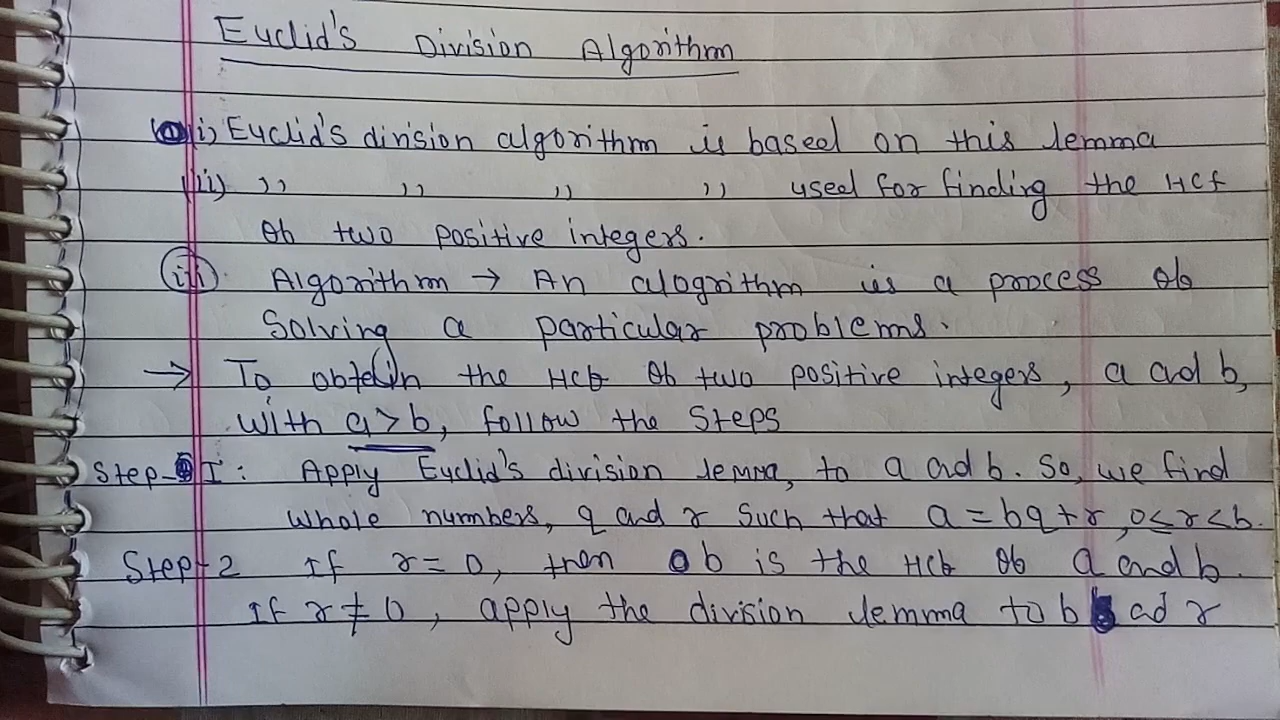 Euclid's Division Algorithm
i) Euclid's division algorithm is based on this lemma
(ii) ,, ,, ,, ,, used for finding the HCF
of two positive integers.
(iii) Algorithm → An alogrithm is a process of
Solving a particular problems.
→ To obtain the HCF of two positive integers, a ad b,
with a > b, follow the Steps
Step-I : Apply Euclid's division lemma, to a ad b. So, we find
whole numbers, q and r such that a = bq + r, 0 ≤ r < b.
Step-2 If r = 0, then b is the HCF of a and b.
If r ≠ 0, apply the division lemma to b ad r